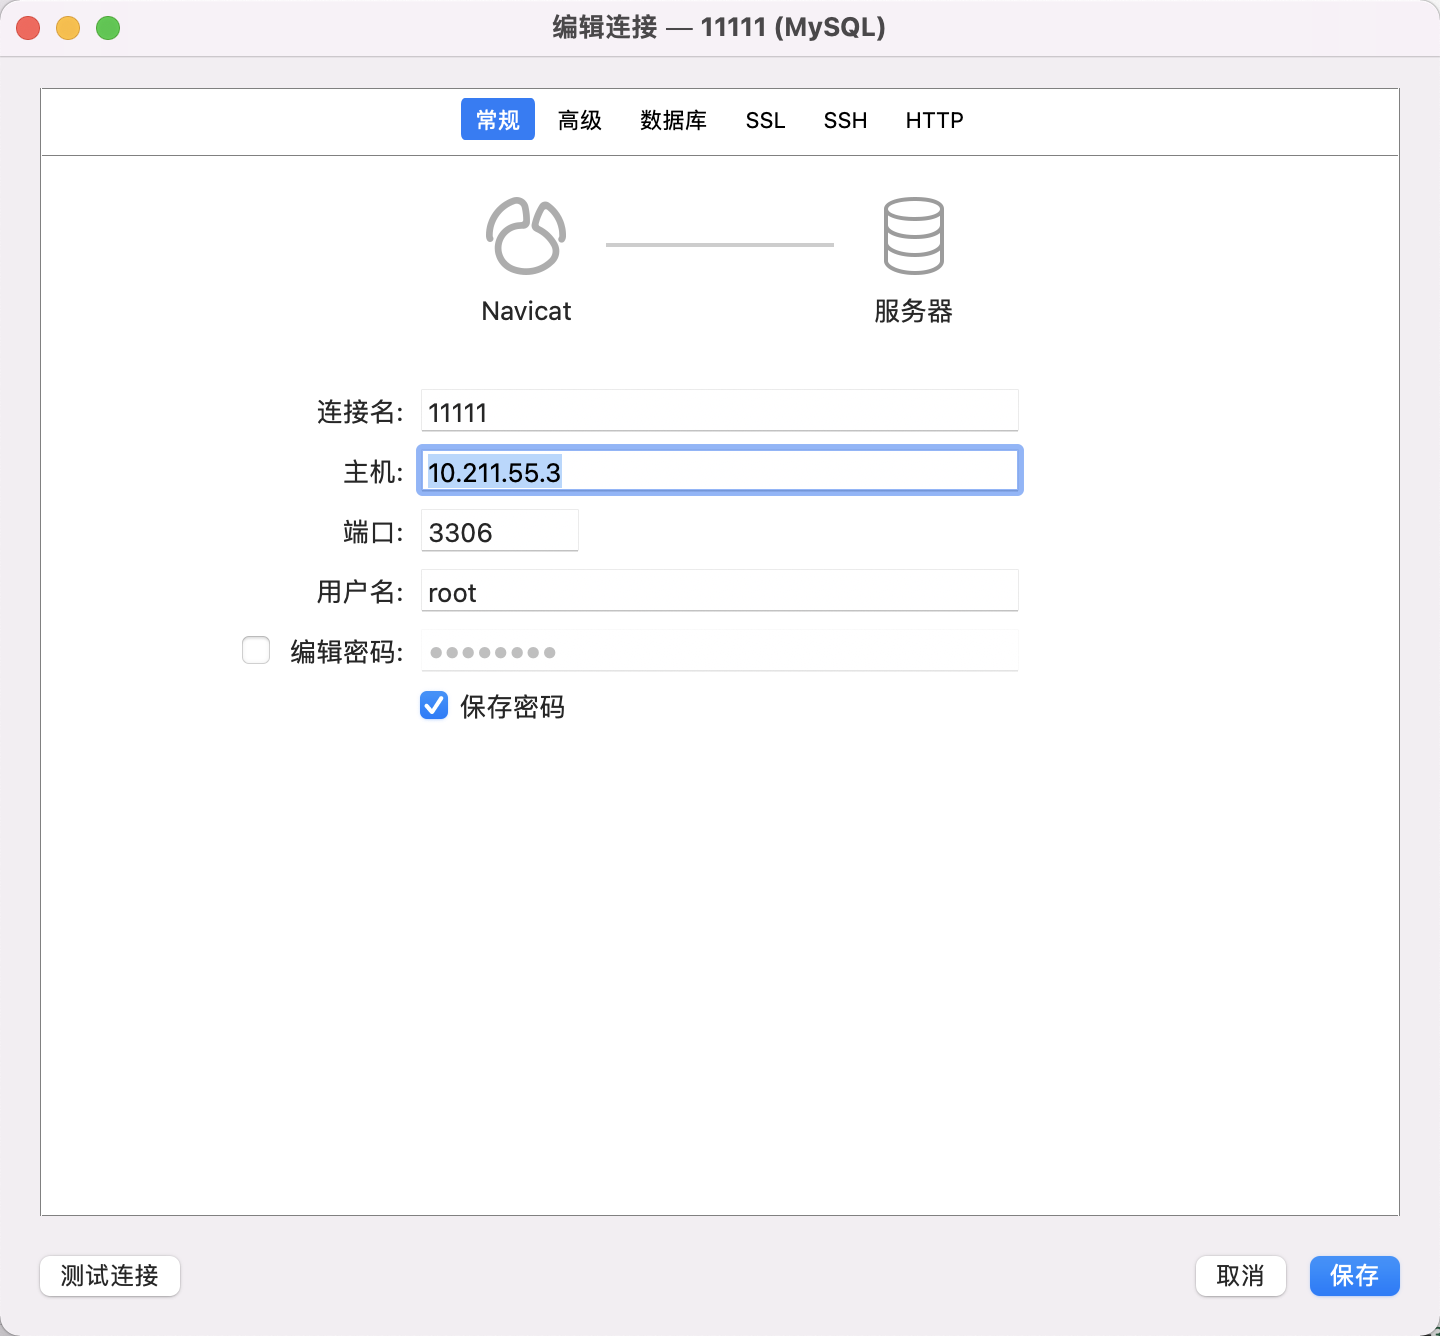 编辑连接 — 11111 (MySQL)
常规 高级 数据库 SSL SSH HTTP
Navicat 服务器
连接名: 11111
主机: 10.211.55.3
端口: 3306
用户名: root
编辑密码: ●●●●●●●●
保存密码
测试连接 取消 保存